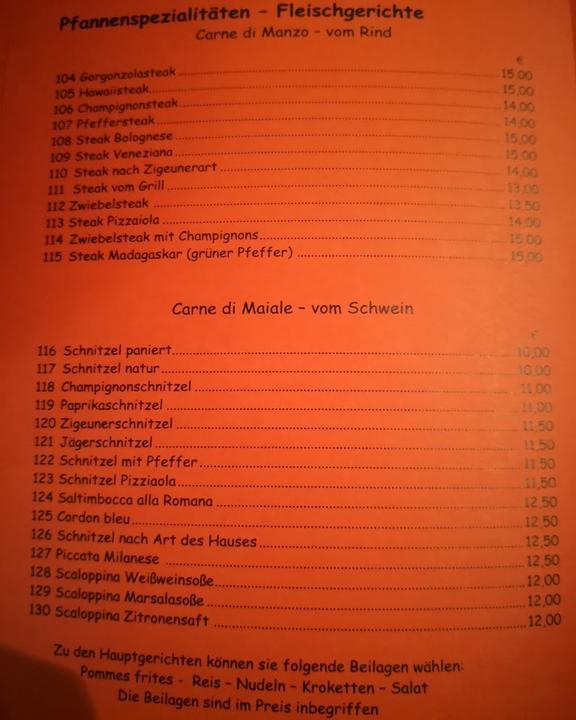 Pfannenspezialitäten - Fleischgerichte
Carne di Manzo - vom Rind
€
104 Gorgonzolasteak 15,00
105 Hawaiisteak 15,00
106 Champignonsteak 14,00
107 Pfeffersteak 14,00
108 Steak Bolognese 15,00
109 Steak Veneziana 15,00
110 Steak nach Zigeunerart 14,00
111 Steak vom Grill 13,00
112 Zwiebelsteak 13,50
113 Steak Pizzaiola 14,00
114 Zwiebelsteak mit Champignons 15,00
115 Steak Madagaskar (grüner Pfeffer) 15,00
Carne di Maiale - vom Schwein
€
116 Schnitzel paniert 10,00
117 Schnitzel natur 10,00
118 Champignonschnitzel 11,00
119 Paprikaschnitzel 11,00
120 Zigeunerschnitzel 11,50
121 Jägerschnitzel 11,50
122 Schnitzel mit Pfeffer 11,50
123 Schnitzel Pizziaola 11,50
124 Saltimbocca alla Romana 12,50
125 Cordon bleu 12,50
126 Schnitzel nach Art des Hauses 12,50
127 Piccata Milanese 12,50
128 Scaloppina Weißweinsoße 12,00
129 Scaloppina Marsalasoße 12,00
130 Scaloppina Zitronensaft 12,00
Zu den Hauptgerichten können sie folgende Beilagen wählen:
Pommes frites - Reis - Nudeln - Kroketten - Salat
Die Beilagen sind im Preis inbegriffen